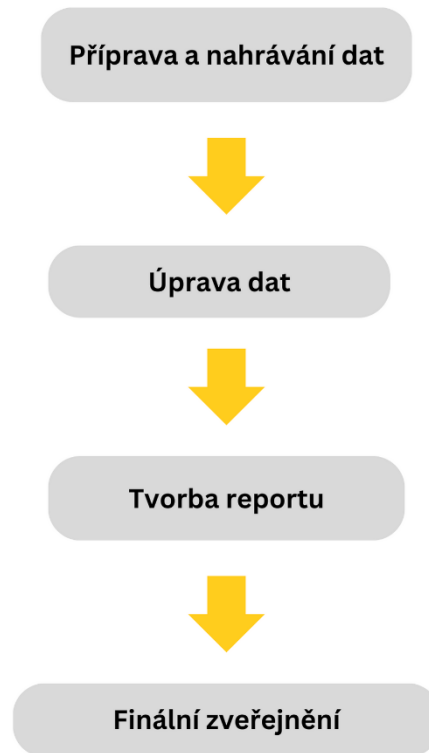 Příprava a nahrávání dat
Úprava dat
Tvorba reportu
Finální zveřejnění